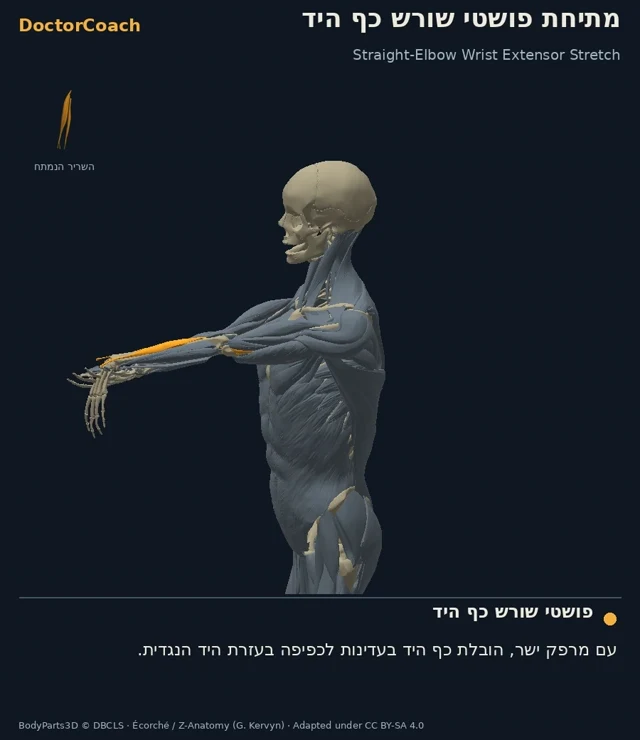 DoctorCoach
מתיחת פושטי שורש כף היד
Straight-Elbow Wrist Extensor Stretch
השריר הנמתח
פושטי שורש כף היד
עם מרפק ישר, הובלת כף היד בעדינות לכפיפה בעזרת היד הנגדית.
BodyParts3D © DBCLS · Écorché / Z-Anatomy (G. Kervyn) · Adapted under CC BY-SA 4.0